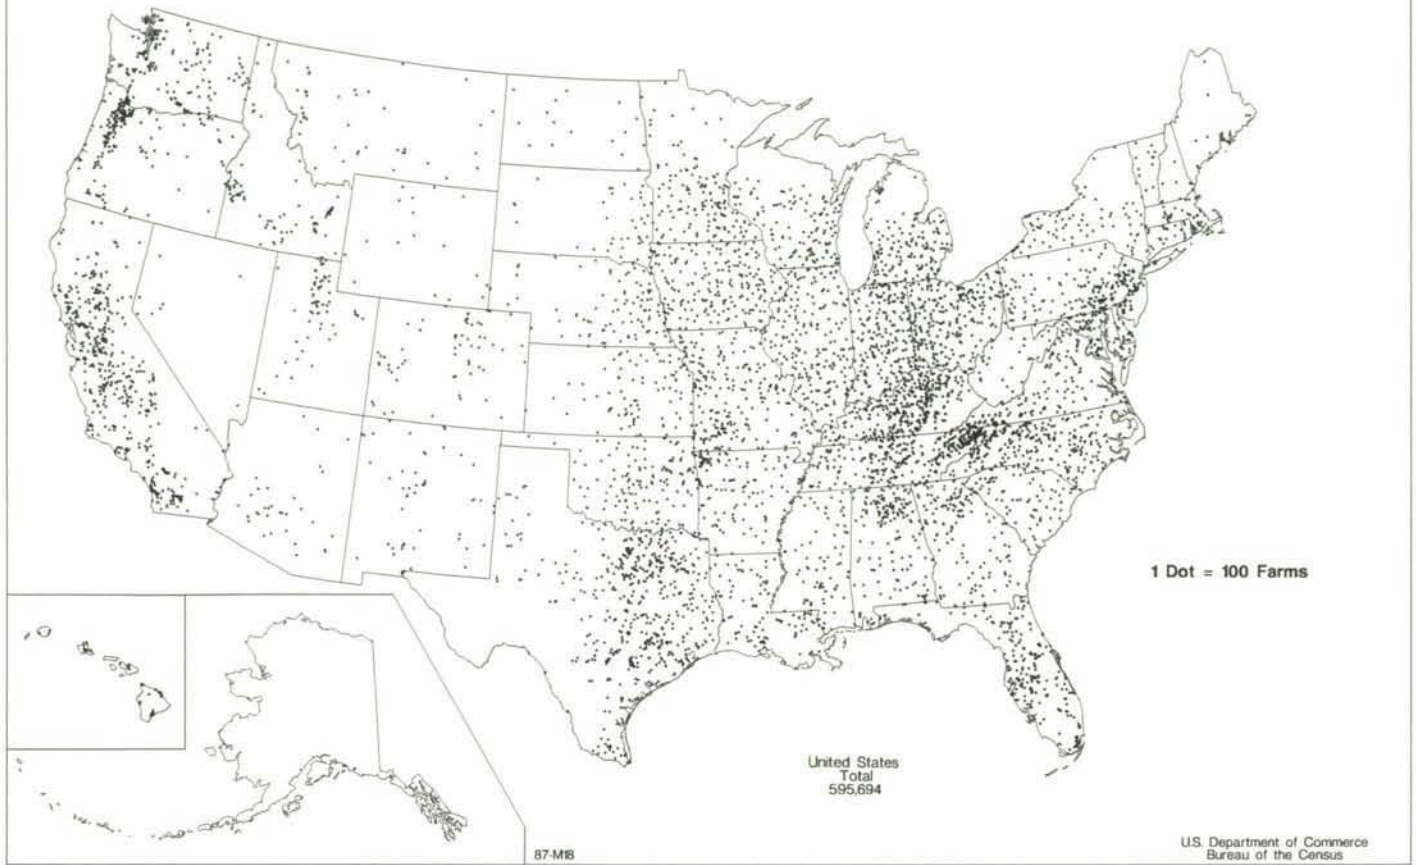 1 Dot = 100 Farms
United States
Total
595,694
87-M18
U.S. Department of Commerce
Bureau of the Census